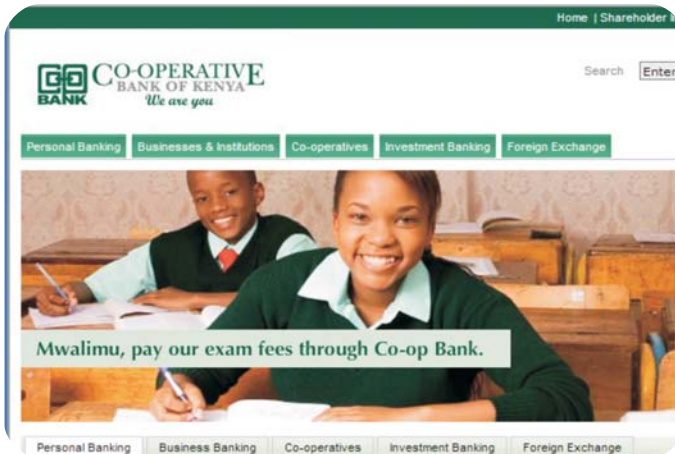 Home | Shareholder
CO-OPERATIVE
BANK OF KENYA
BANK
We are you
Search
Enter
Personal Banking
Businesses & Institutions
Co-operatives
Investment Banking
Foreign Exchange
Mwalimu, pay our exam fees through Co-op Bank.
Personal Banking
Business Banking
Co-operatives
Investment Banking
Foreign Exchange